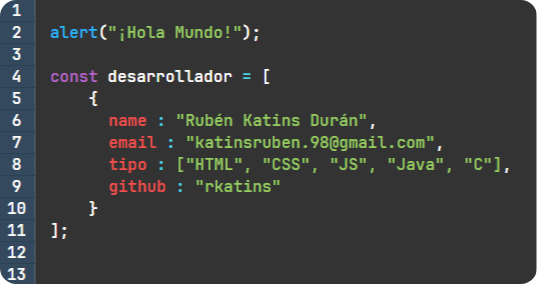 1
2 alert("¡Hola Mundo!");
3
4 const desarrollador = [
5 {
6 name : "Rubén Katins Durán",
7 email : "katinsruben.98@gmail.com",
8 tipo : ["HTML", "CSS", "JS", "Java", "C"],
9 github : "rkatins"
10 }
11 ];
12
13